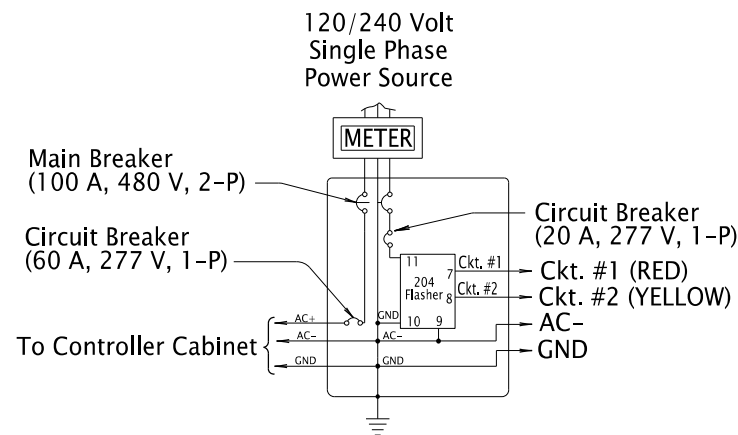 120/240 Volt
Single Phase
Power Source
METER
Main Breaker
(100 A, 480 V, 2-P)
Circuit Breaker
(20 A, 277 V, 1-P)
Circuit Breaker
(60 A, 277 V, 1-P)
11
7
204
Flasher
8
10 9
GND
Ckt. #1
Ckt. #2
Ckt. #1 (RED)
Ckt. #2 (YELLOW)
AC-
GND
To Controller Cabinet
AC+
AC-
AC-
GND
GND